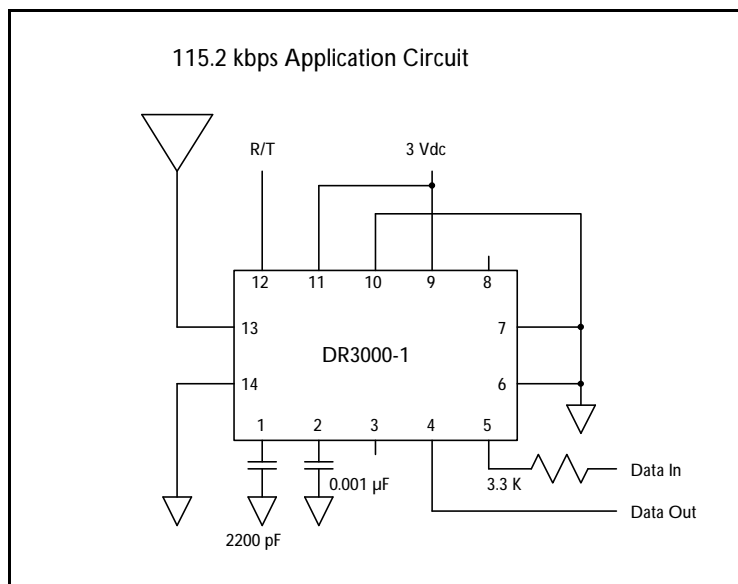 115.2 kbps Application Circuit
R/T
3 Vdc
12 11 10 9 8
13
7
DR3000-1
14
6
1 2 3 4 5
0.001 µF
3.3 K
Data In
Data Out
2200 pF